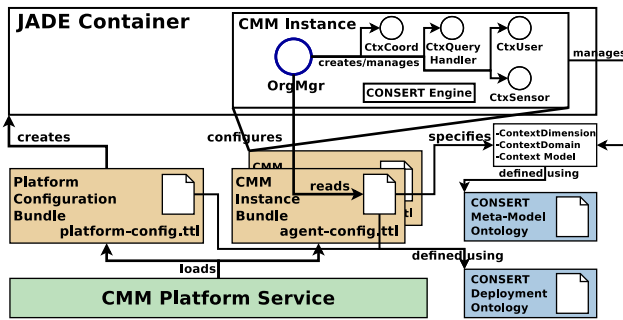 JADE Container
CMM Instance
CtxCoord
CtxQuery
Handler
CtxUser
CtxSensor
creates/manages
OrgMgr
CONSERT Engine
manages
creates
configures
specifies
-ContextDimension
-ContextDomain
-Context Model
Platform
Configuration
Bundle
platform-config.ttl
CMM
CMM
Instance
Bundle
reads
agent-config.ttl
tl
defined using
CONSERT
Meta-Model
Ontology
defined using
loads
CMM Platform Service
CONSERT
Deployment
Ontology